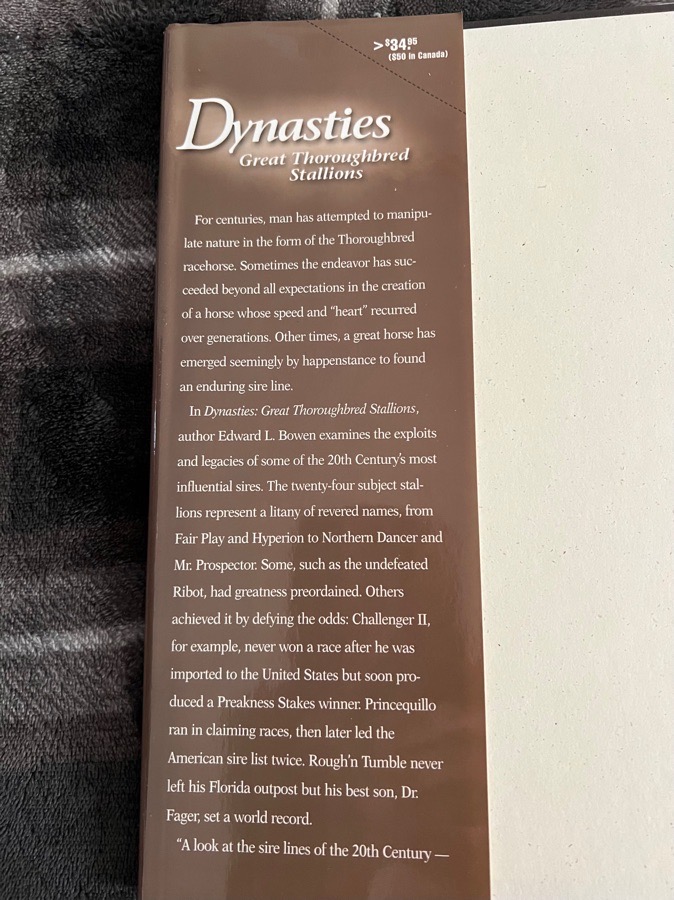 >$34.95
($50 in Canada)
Dynasties
Great Thoroughbred
Stallions
For centuries, man has attempted to manipu-
late nature in the form of the Thoroughbred
racehorse. Sometimes the endeavor has suc-
ceeded beyond all expectations in the creation
of a horse whose speed and “heart” recurred
over generations. Other times, a great horse has
emerged seemingly by happenstance to found
an enduring sire line.
In Dynasties: Great Thoroughbred Stallions,
author Edward L. Bowen examines the exploits
and legacies of some of the 20th Century’s most
influential sires. The twenty-four subject stal-
lions represent a litany of revered names, from
Fair Play and Hyperion to Northern Dancer and
Mr. Prospector. Some, such as the undefeated
Ribot, had greatness preordained. Others
achieved it by defying the odds: Challenger II,
for example, never won a race after he was
imported to the United States but soon pro-
duced a Preakness Stakes winner. Princequillo
ran in claiming races, then later led the
American sire list twice. Rough’n Tumble never
left his Florida outpost but his best son, Dr.
Fager, set a world record.
“A look at the sire lines of the 20th Century —